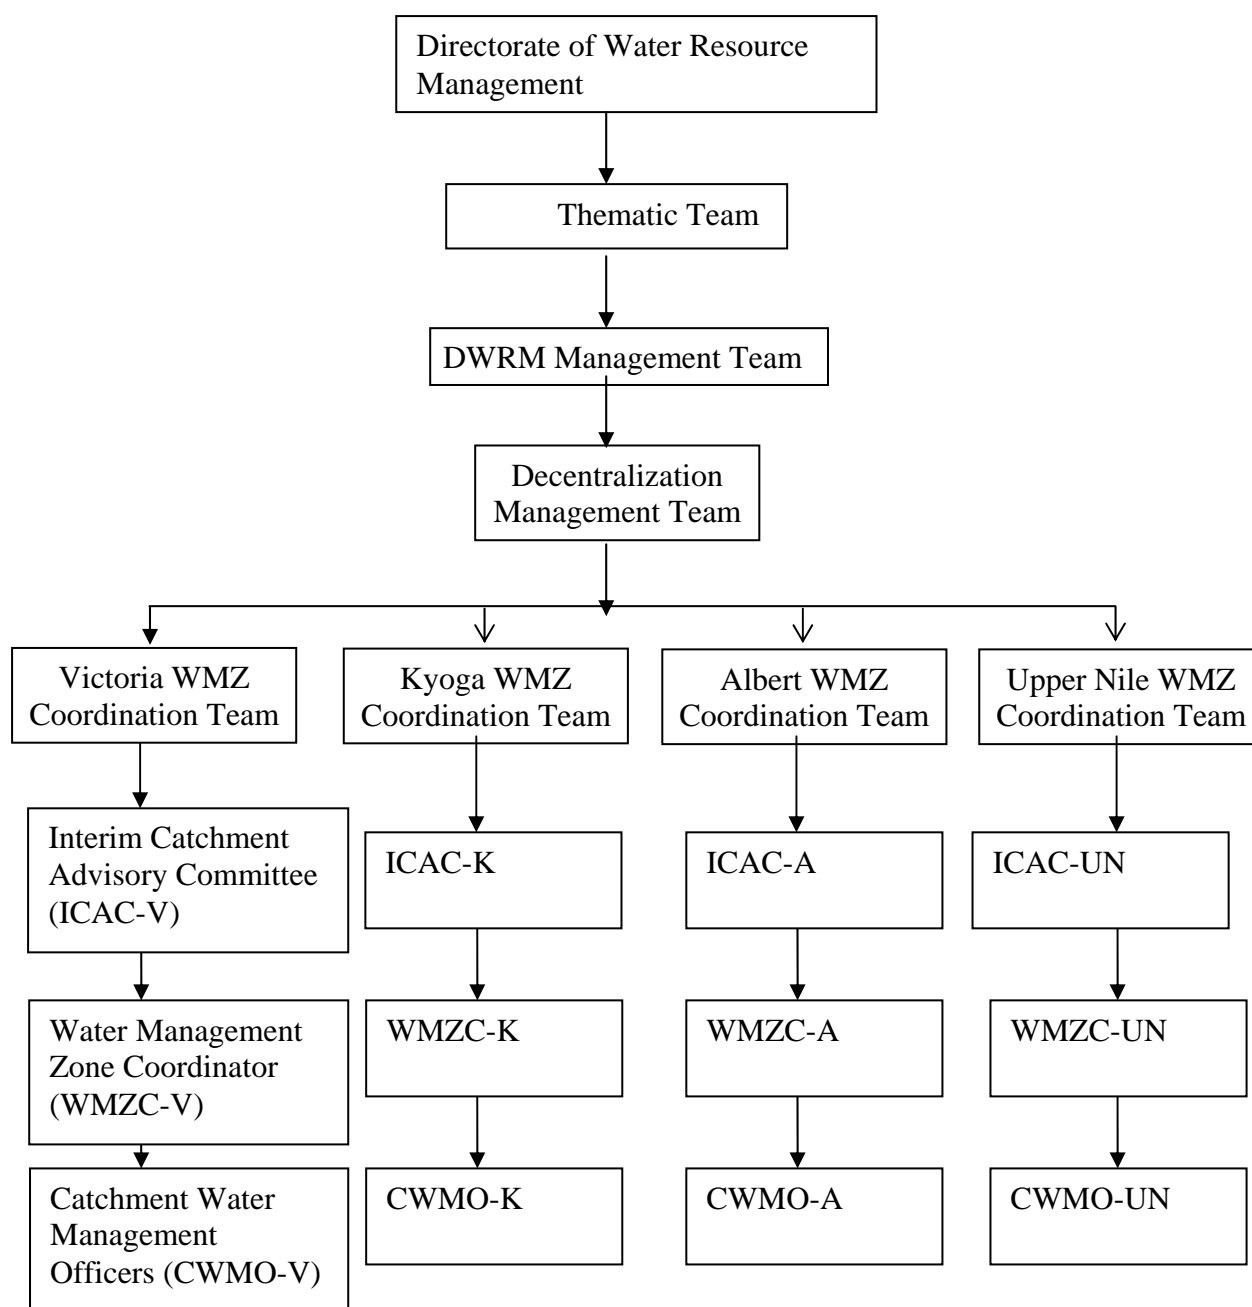 Directorate of Water Resource
Management
Thematic Team
DWRM Management Team
Decentralization
Management Team
Victoria WMZ
Coordination Team
Kyoga WMZ
Coordination Team
Albert WMZ
Coordination Team
Upper Nile WMZ
Coordination Team
Interim Catchment
Advisory Committee
(ICAC-V)
ICAC-K
ICAC-A
ICAC-UN
Water Management
Zone Coordinator
(WMZC-V)
WMZC-K
WMZC-A
WMZC-UN
Catchment Water
Management
Officers (CWMO-V)
CWMO-K
CWMO-A
CWMO-UN